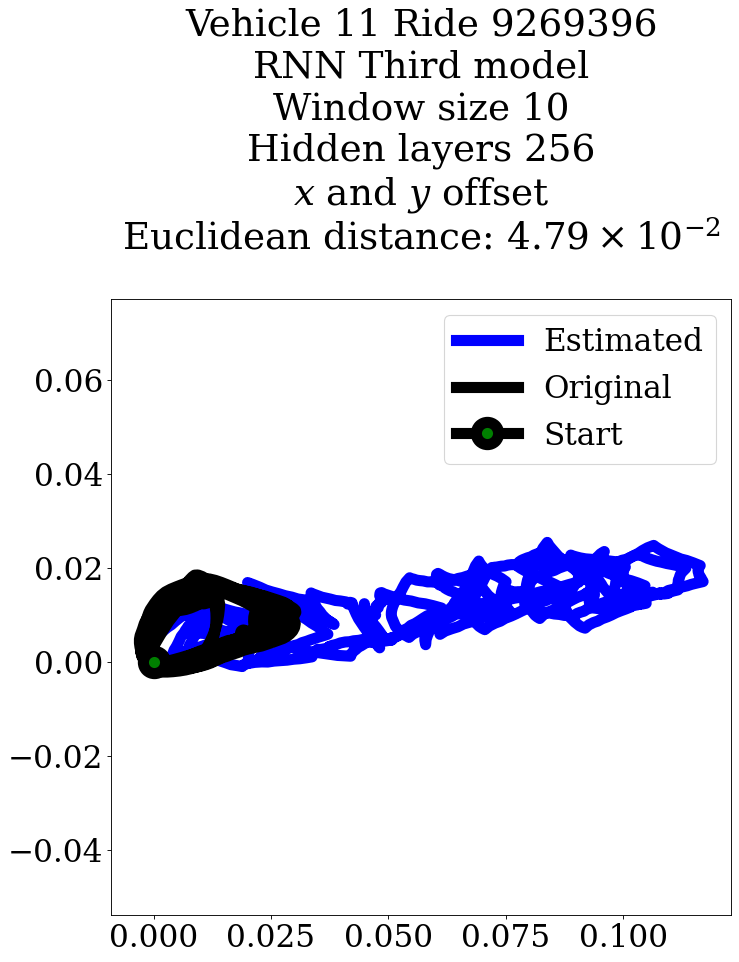 Vehicle 11 Ride 9269396
RNN Third model
Window size 10
Hidden layers 256
x and y offset
Euclidean distance: 4.79 × 10⁻²
Estimated
Original
Start
0.06
0.04
0.02
0.00
−0.02
−0.04
0.000 0.025 0.050 0.075 0.100